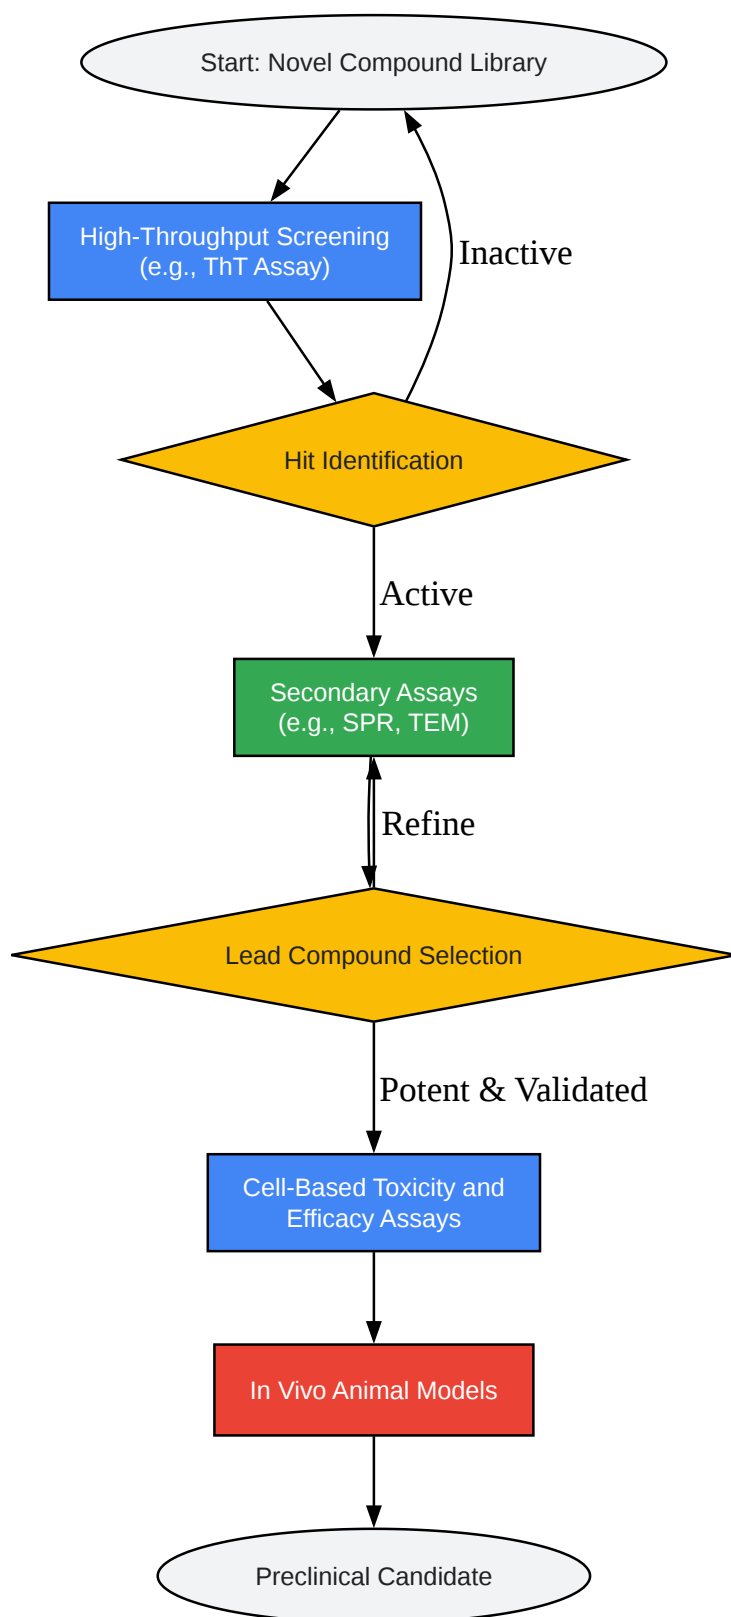 Start: Novel Compound Library
High-Throughput Screening
(e.g., ThT Assay)
Inactive
Hit Identification
Active
Secondary Assays
(e.g., SPR, TEM)
Refine
Lead Compound Selection
Potent & Validated
Cell-Based Toxicity and
Efficacy Assays
In Vivo Animal Models
Preclinical Candidate